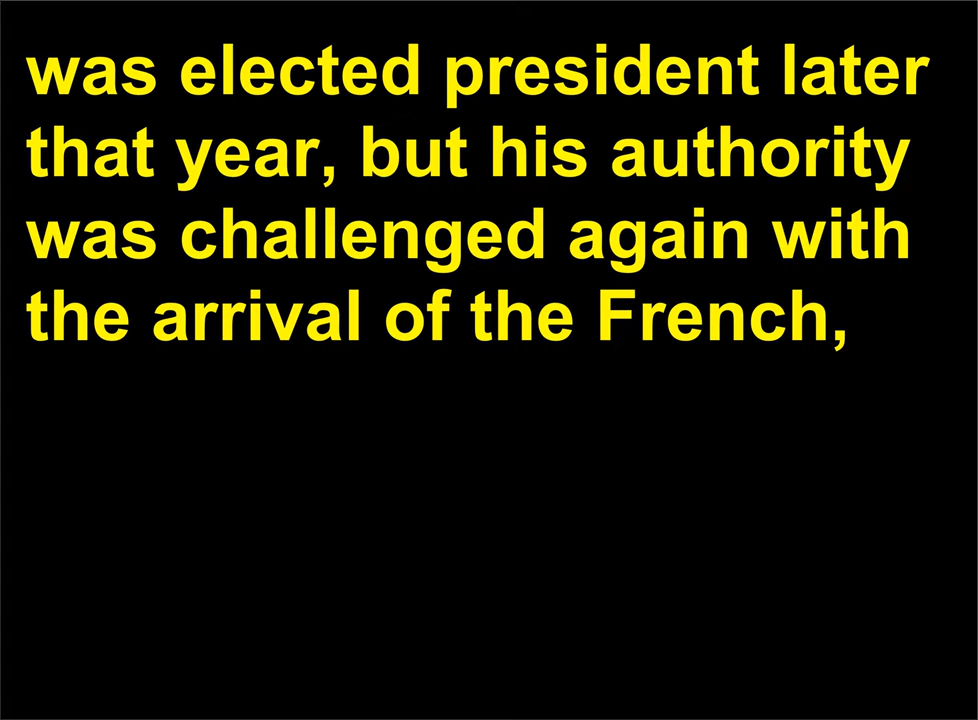 was elected president later
that year, but his authority
was challenged again with
the arrival of the French,